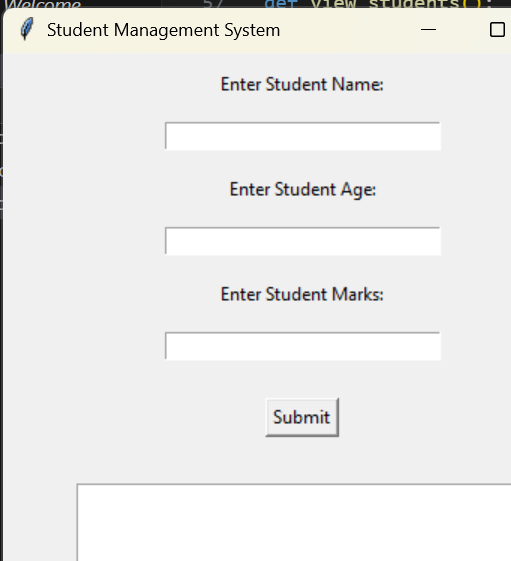 Welcome 57 def view_students():
Student Management System
Enter Student Name:
Enter Student Age:
Enter Student Marks:
Submit